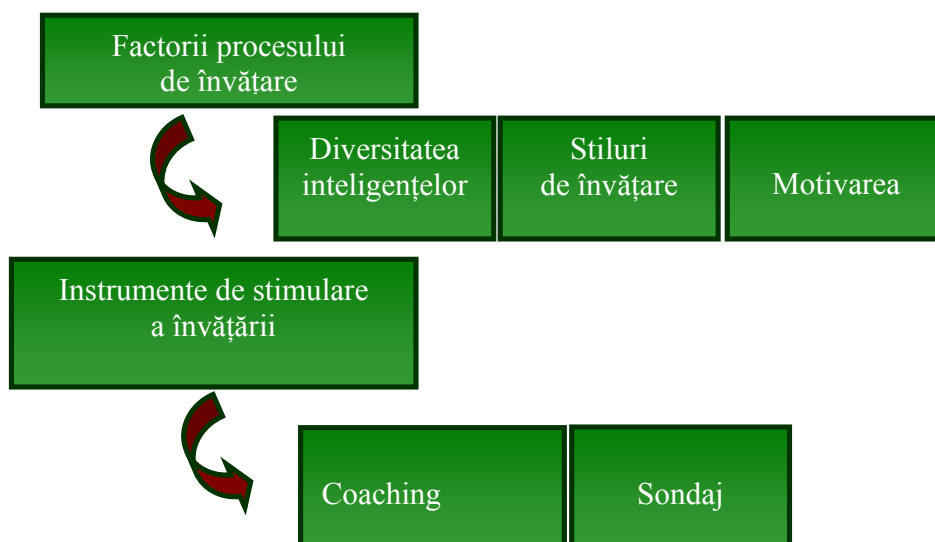 Factorii procesului
de învățare
Diversitatea
inteligențelor
Stiluri
de învățare
Motivarea
Instrumente de stimulare
a învățării
Coaching
Sondaj